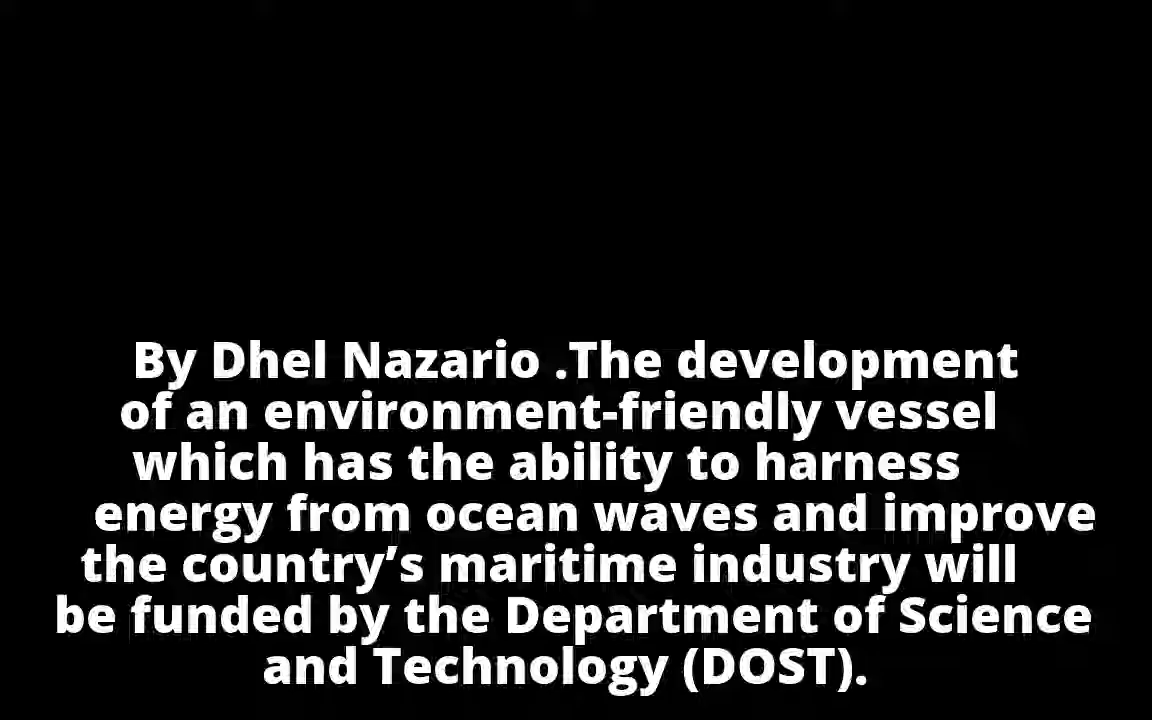 By Dhel Nazario .The development
of an environment-friendly vessel
which has the ability to harness
energy from ocean waves and improve
the country’s maritime industry will
be funded by the Department of Science
and Technology (DOST).